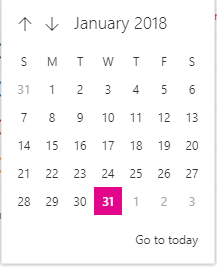 January 2018
S M T W T F S
31 1 2 3 4 5 6
7 8 9 10 11 12 13
14 15 16 17 18 19 20
21 22 23 24 25 26 27
28 29 30 31 1 2 3
Go to today